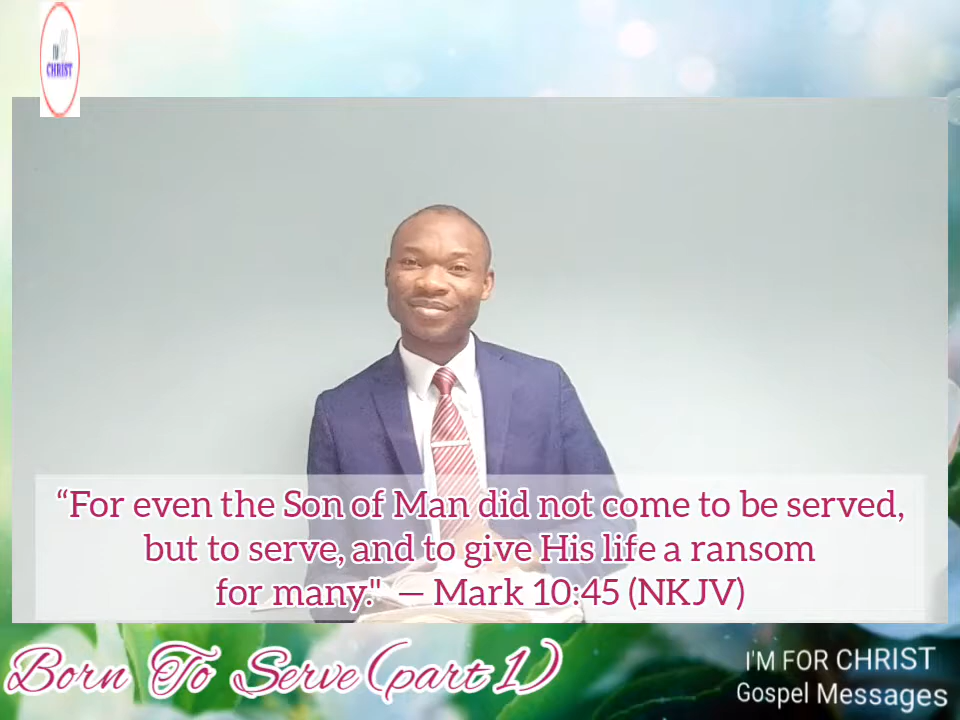 I'M
CHRIST
“For even the Son of Man did not come to be served,
but to serve, and to give His life a ransom
for many." — Mark 10:45 (NKJV)
Born To Serve (part 1)
I'M FOR CHRIST
Gospel Messages